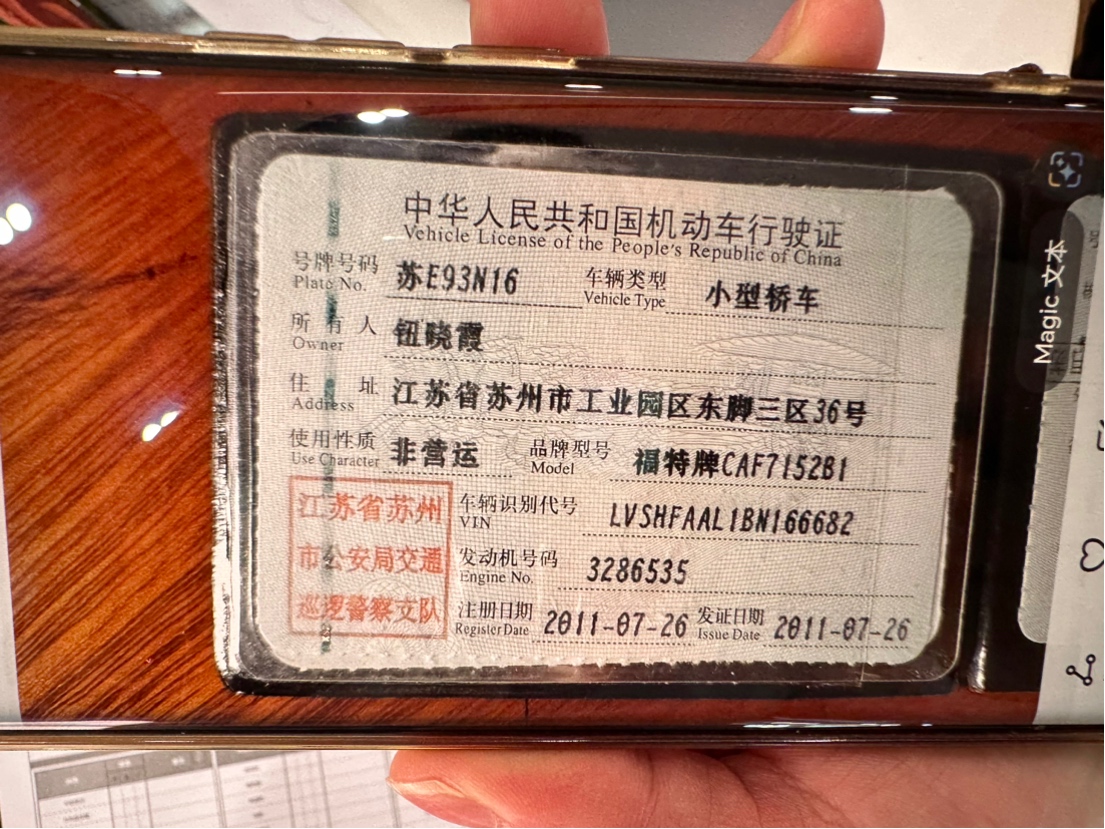 中华人民共和国机动车行驶证
Vehicle License of the People's Republic of China
号牌号码 苏E93N16 车辆类型 小型轿车
Plate No. Vehicle Type
所有人 钮晓霞
Owner
住址 江苏省苏州市工业园区东脚三区36号
Address
使用性质 非营运 品牌型号 福特牌CAF7152B1
Use Character Model
江苏省苏州
市公安局交通
巡逻警察支队
车辆识别代号 LVSHFAAL1BN166682
VIN
发动机号码 3286535
Engine No.
注册日期 2011-07-26 发证日期 2011-07-26
Register Date Issue Date
Magic 文本